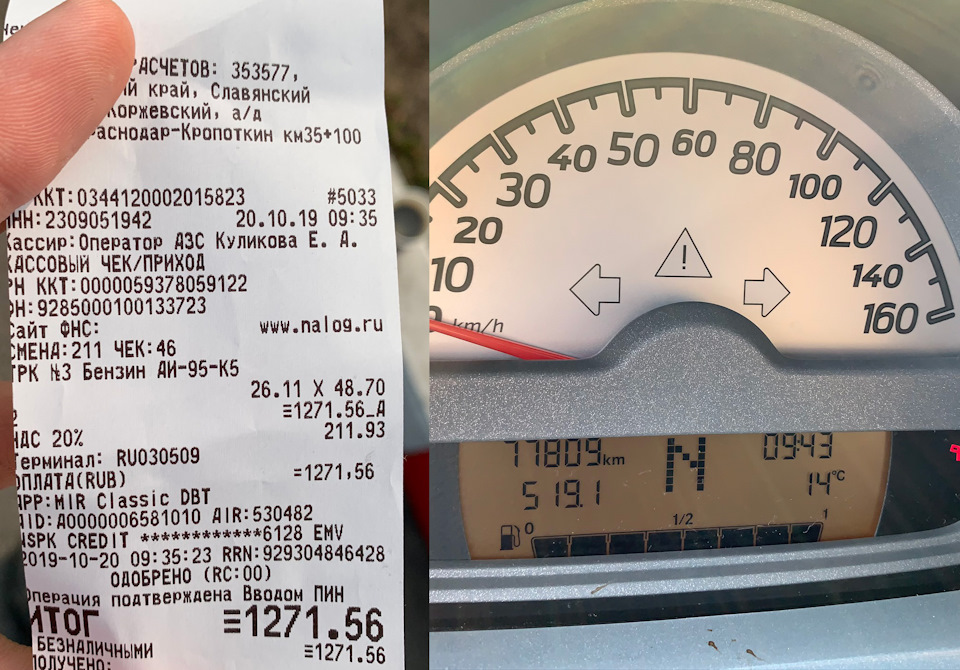 РАСЧЕТОВ: 353577,
край, Славянский
Коржевский, а/д
Краснодар-Кропоткин км35+100
ККТ:0344120002015823 #5033
ИНН:2309051942 20.10.19 09:35
Кассир:Оператор АЗС Куликова Е. А.
КАССОВЫЙ ЧЕК/ПРИХОД
РН ККТ:0000059378059122
ФН:9285000100133723
Сайт ФНС: www.nalog.ru
СМЕНА:211 ЧЕК:46
ТРК №3 Бензин АИ-95-К5
26.11 X 48.70
≡1271.56_А
НДС 20% 211.93
Терминал: RU030509
ОПЛАТА(RUB) =1271,56
APP:MIR Classic DBT
AID:A0000006581010 AIR:530482
NSPK CREDIT ************6128 EMV
2019-10-20 09:35:23 RRN:929304846428
ОДОБРЕНО (RC:00)
Операция подтверждена Вводом ПИН
ИТОГ ≡1271.56
БЕЗНАЛИЧНЫМИ ≡1271.56
ПОЛУЧЕНО:
0 10 20 30 40 50 60 80 100 120 140 160
km/h
!
77809 km N 09:43
519.1 14°C
0 1/2 1